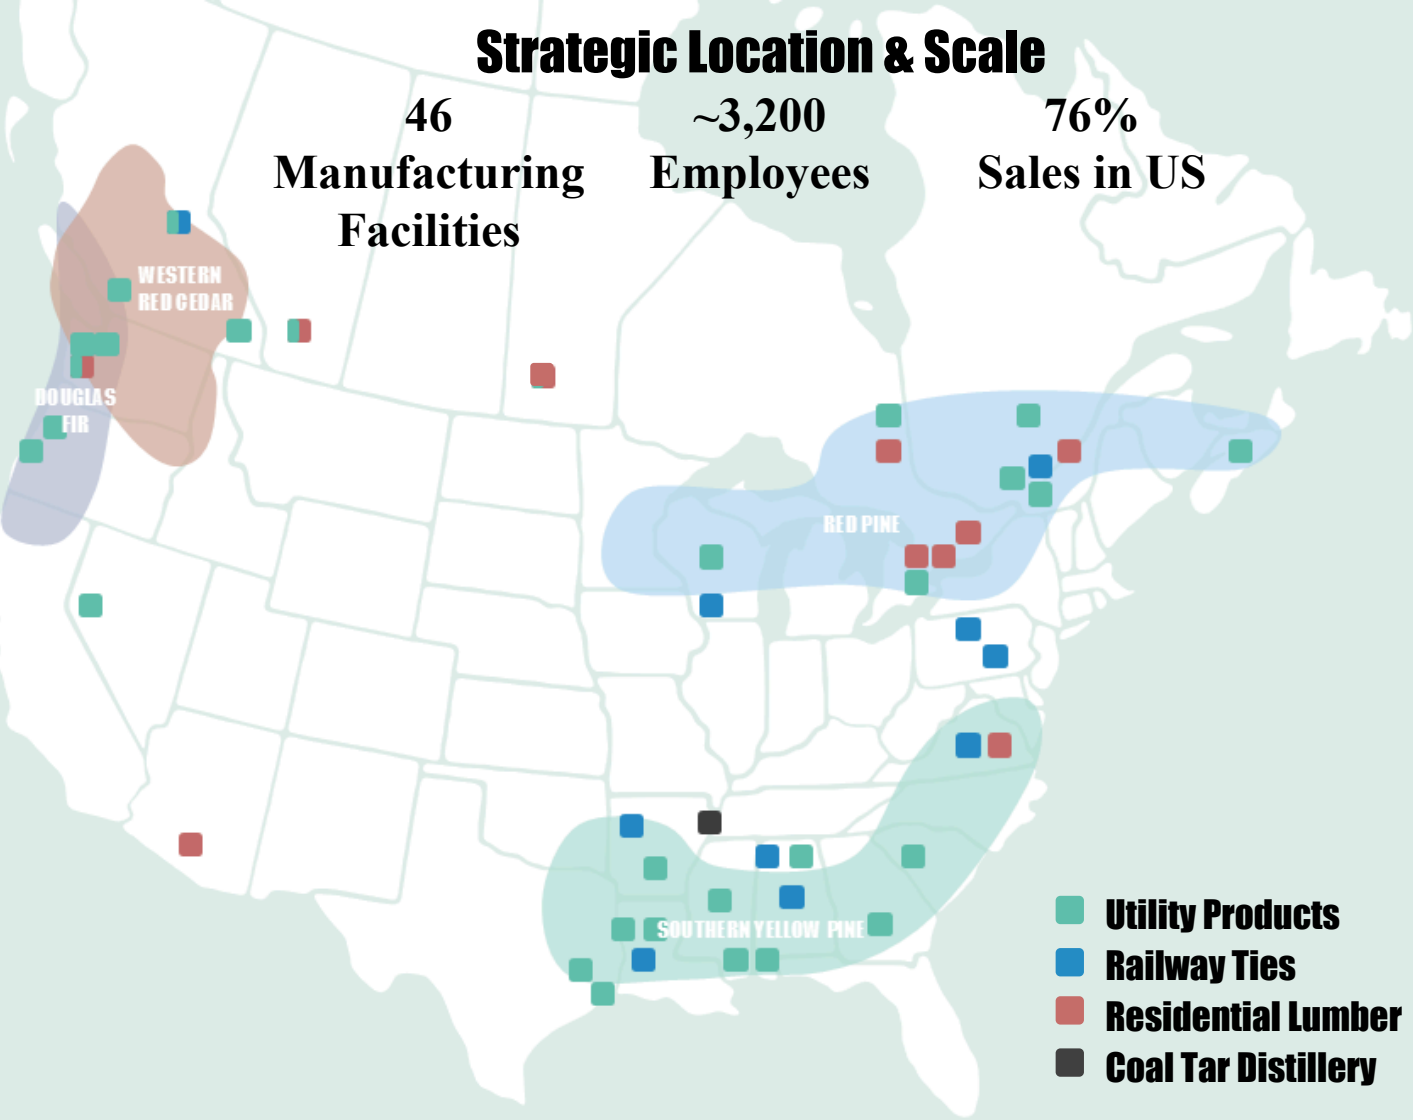 Strategic Location & Scale
46
Manufacturing
Facilities
~3,200
Employees
76%
Sales in US
WESTERN
RED CEDAR
DOUGLAS
FIR
RED PINE
SOUTHERN YELLOW PINE
Utility Products
Railway Ties
Residential Lumber
Coal Tar Distillery